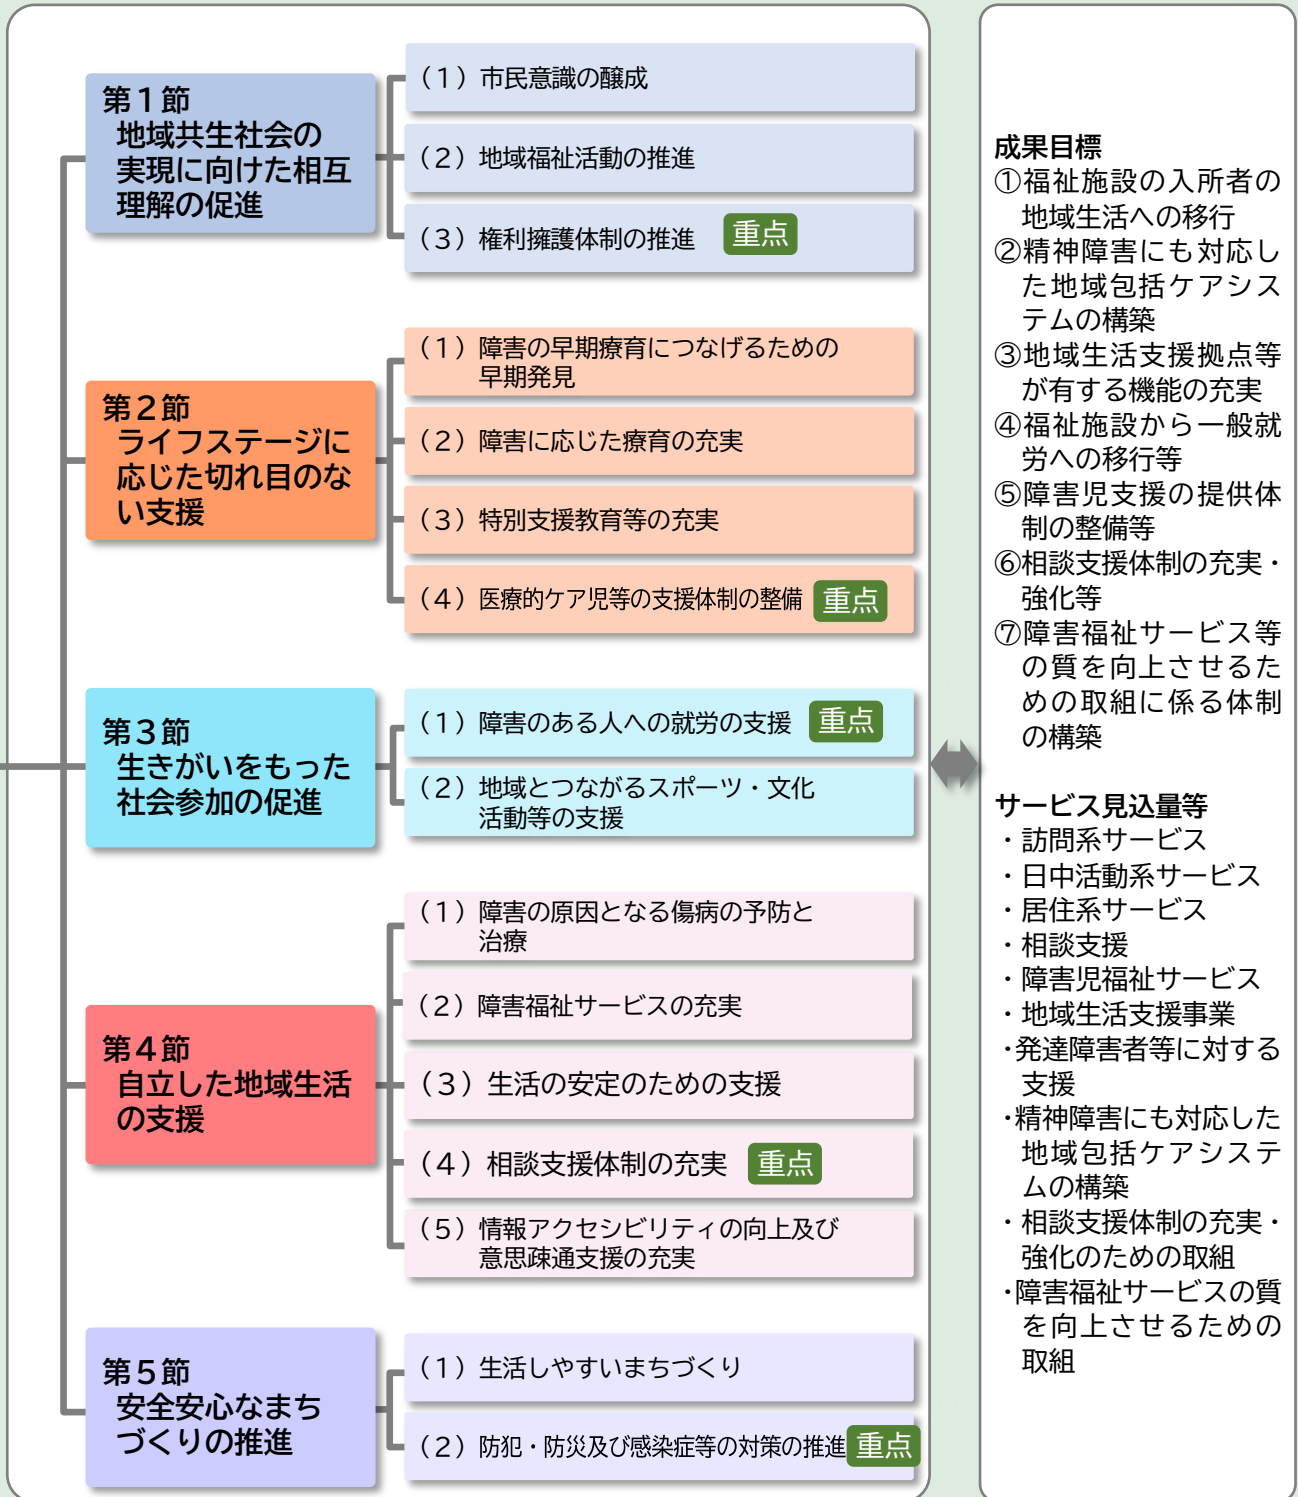 第１節
地域共生社会の
実現に向けた相互
理解の促進
（１）市民意識の醸成
（２）地域福祉活動の推進
（３）権利擁護体制の推進 重点
第２節
ライフステージに
応じた切れ目のな
い支援
（１）障害の早期療育につなげるための
早期発見
（２）障害に応じた療育の充実
（３）特別支援教育等の充実
（４）医療的ケア児等の支援体制の整備 重点
第３節
生きがいをもった
社会参加の促進
（１）障害のある人への就労の支援 重点
（２）地域とつながるスポーツ・文化
活動等の支援
第４節
自立した地域生活
の支援
（１）障害の原因となる傷病の予防と
治療
（２）障害福祉サービスの充実
（３）生活の安定のための支援
（４）相談支援体制の充実 重点
（５）情報アクセシビリティの向上及び
意思疎通支援の充実
第５節
安全安心なまち
づくりの推進
（１）生活しやすいまちづくり
（２）防犯・防災及び感染症等の対策の推進 重点
成果目標
①福祉施設の入所者の
地域生活への移行
②精神障害にも対応し
た地域包括ケアシス
テムの構築
③地域生活支援拠点等
が有する機能の充実
④福祉施設から一般就
労への移行等
⑤障害児支援の提供体
制の整備等
⑥相談支援体制の充実・
強化等
⑦障害福祉サービス等
の質を向上させるた
めの取組に係る体制
の構築
サービス見込量等
・訪問系サービス
・日中活動系サービス
・居住系サービス
・相談支援
・障害児福祉サービス
・地域生活支援事業
・発達障害者等に対する
支援
・精神障害にも対応した
地域包括ケアシステ
ムの構築
・相談支援体制の充実・
強化のための取組
・障害福祉サービスの質
を向上させるための
取組